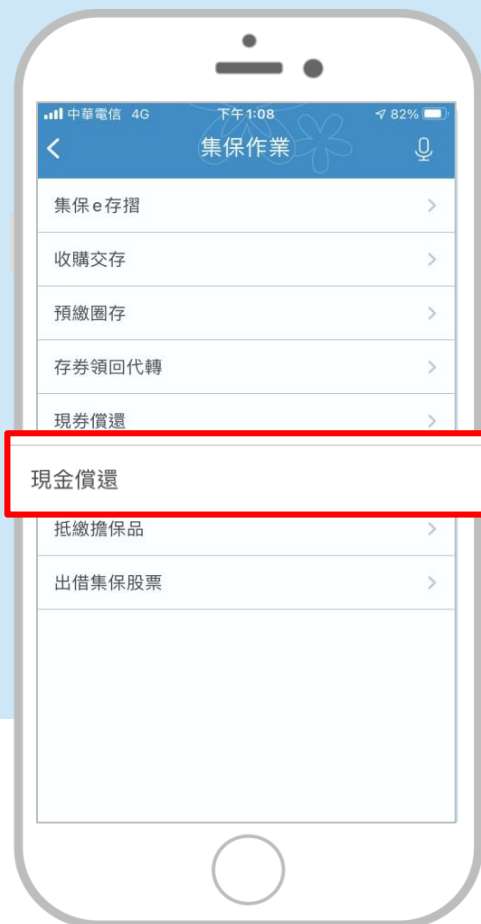 中華電信 4G 下午1:08 82%
集保作業
集保e存摺
收購交存
預繳圈存
存券領回代轉
現券償還
現金償還
抵繳擔保品
出借集保股票